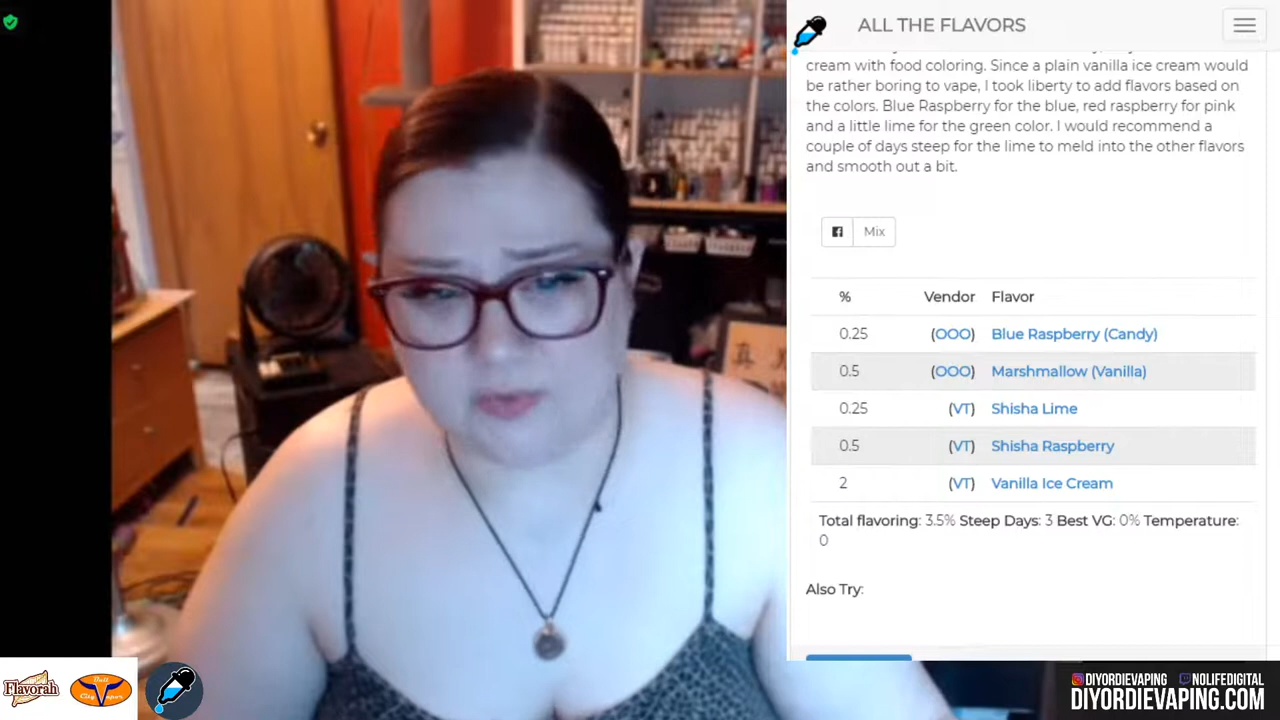 ALL THE FLAVORS
cream with food coloring. Since a plain vanilla ice cream would
be rather boring to vape, I took liberty to add flavors based on
the colors. Blue Raspberry for the blue, red raspberry for pink
and a little lime for the green color. I would recommend a
couple of days steep for the lime to meld into the other flavors
and smooth out a bit.
Mix
% Vendor Flavor
0.25 (OOO) Blue Raspberry (Candy)
0.5 (OOO) Marshmallow (Vanilla)
0.25 (VT) Shisha Lime
0.5 (VT) Shisha Raspberry
2 (VT) Vanilla Ice Cream
Total flavoring: 3.5% Steep Days: 3 Best VG: 0% Temperature:
0
Also Try:
Flavorah
Bull
City
Vapor
DIYORDIEVAPING NOLIFEDIGITAL
DIYORDIEVAPING.COM